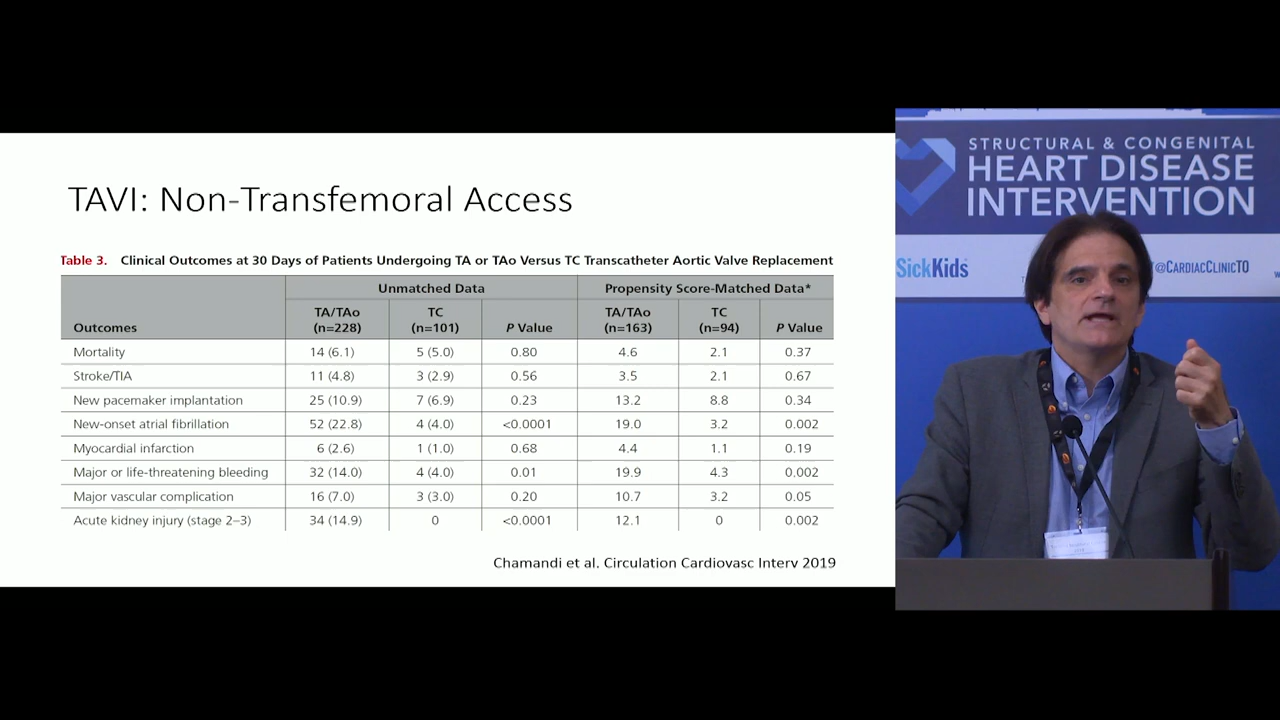 TAVI: Non-Transfemoral Access
Table 3. Clinical Outcomes at 30 Days of Patients Undergoing TA or TAo Versus TC Transcatheter Aortic Valve Replacement
Unmatched Data Propensity Score-Matched Data*
Outcomes TA/TAo (n=228) TC (n=101) P Value TA/TAo (n=163) TC (n=94) P Value
Mortality 14 (6.1) 5 (5.0) 0.80 4.6 2.1 0.37
Stroke/TIA 11 (4.8) 3 (2.9) 0.56 3.5 2.1 0.67
New pacemaker implantation 25 (10.9) 7 (6.9) 0.23 13.2 8.8 0.34
New-onset atrial fibrillation 52 (22.8) 4 (4.0) <0.0001 19.0 3.2 0.002
Myocardial infarction 6 (2.6) 1 (1.0) 0.68 4.4 1.1 0.19
Major or life-threatening bleeding 32 (14.0) 4 (4.0) 0.01 19.9 4.3 0.002
Major vascular complication 16 (7.0) 3 (3.0) 0.20 10.7 3.2 0.05
Acute kidney injury (stage 2–3) 34 (14.9) 0 <0.0001 12.1 0 0.002
Chamandi et al. Circulation Cardiovasc Interv 2019
STRUCTURAL & CONGENITAL
HEART DISEASE
INTERVENTION
SickKids
@CARDIACCLINICTO